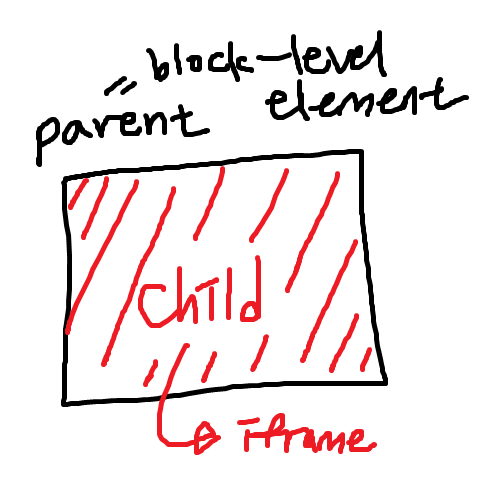 = block-level
parent element
child
iframe